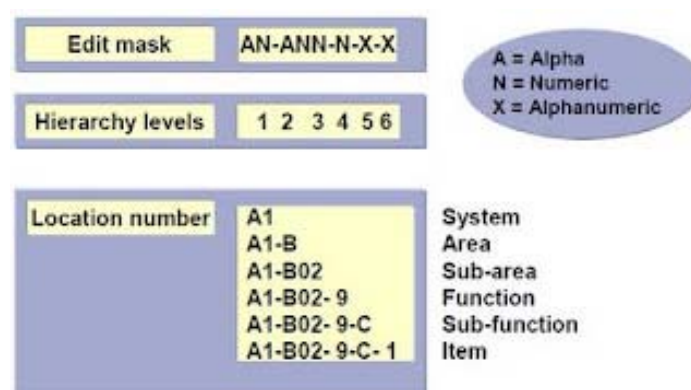 Edit mask AN-ANN-N-X-X
A = Alpha
N = Numeric
X = Alphanumeric
Hierarchy levels 1 2 3 4 5 6
Location number A1 System
A1-B Area
A1-B02 Sub-area
A1-B02- 9 Function
A1-B02- 9-C Sub-function
A1-B02- 9-C- 1 Item